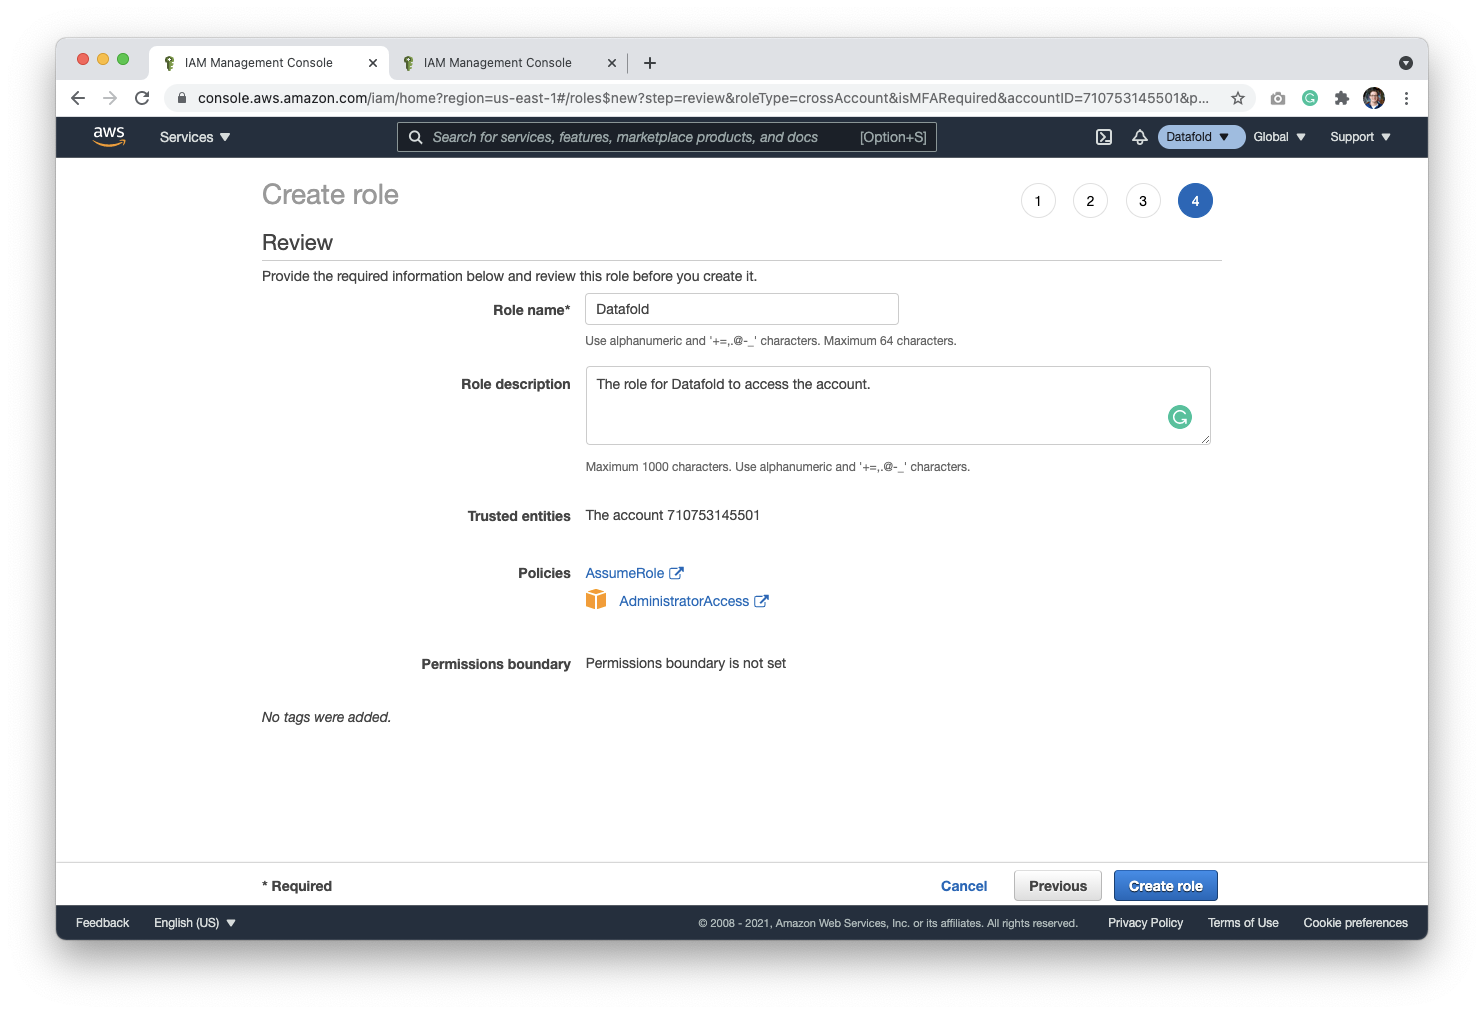 IAM Management Console
IAM Management Console
console.aws.amazon.com/iam/home?region=us-east-1#/roles$new?step=review&roleType=crossAccount&isMFARequired&accountID=710753145501&p...
aws Services Search for services, features, marketplace products, and docs [Option+S] Datafold Global Support
Create role 1 2 3 4
Review
Provide the required information below and review this role before you create it.
Role name* Datafold
Use alphanumeric and '+=,.@-_' characters. Maximum 64 characters.
Role description The role for Datafold to access the account.
Maximum 1000 characters. Use alphanumeric and '+=,.@-_' characters.
Trusted entities The account 710753145501
Policies AssumeRole
AdministratorAccess
Permissions boundary Permissions boundary is not set
No tags were added.
* Required Cancel Previous Create role
Feedback English (US) © 2008 - 2021, Amazon Web Services, Inc. or its affiliates. All rights reserved. Privacy Policy Terms of Use Cookie preferences